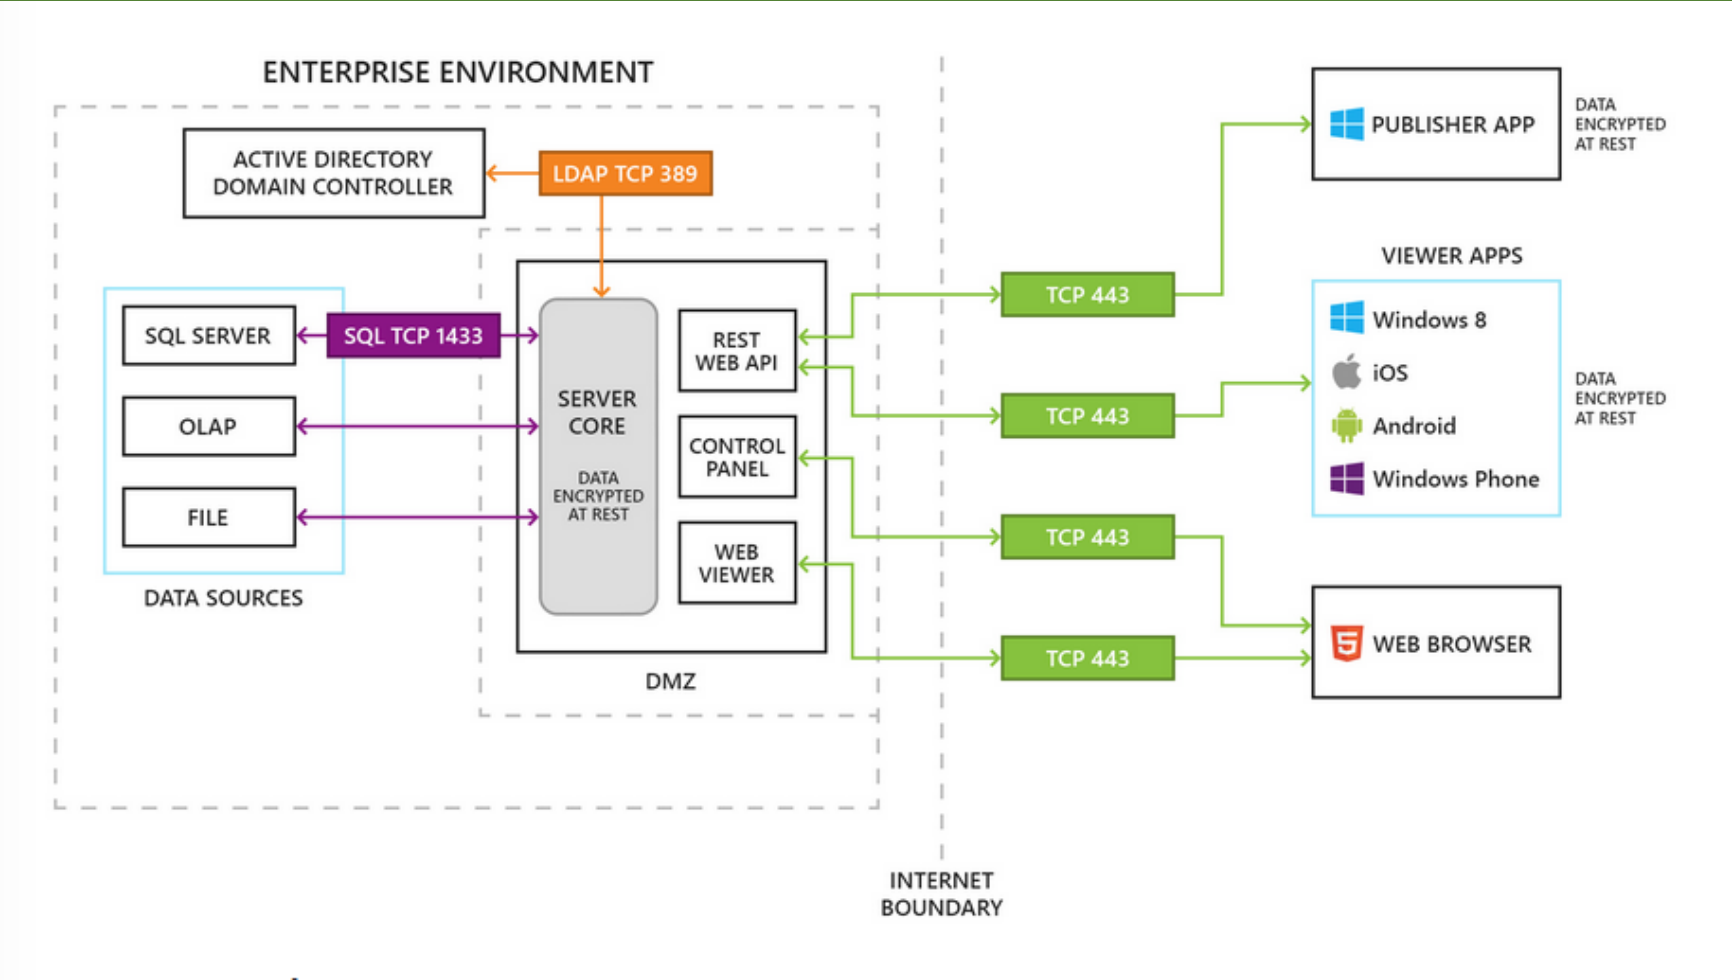 ENTERPRISE ENVIRONMENT
ACTIVE DIRECTORY
DOMAIN CONTROLLER
LDAP TCP 389
SQL SERVER
SQL TCP 1433
OLAP
FILE
DATA SOURCES
SERVER
CORE
DATA
ENCRYPTED
AT REST
REST
WEB API
CONTROL
PANEL
WEB
VIEWER
DMZ
TCP 443
TCP 443
TCP 443
TCP 443
INTERNET
BOUNDARY
PUBLISHER APP
DATA
ENCRYPTED
AT REST
VIEWER APPS
Windows 8
iOS
Android
Windows Phone
DATA
ENCRYPTED
AT REST
5
WEB BROWSER